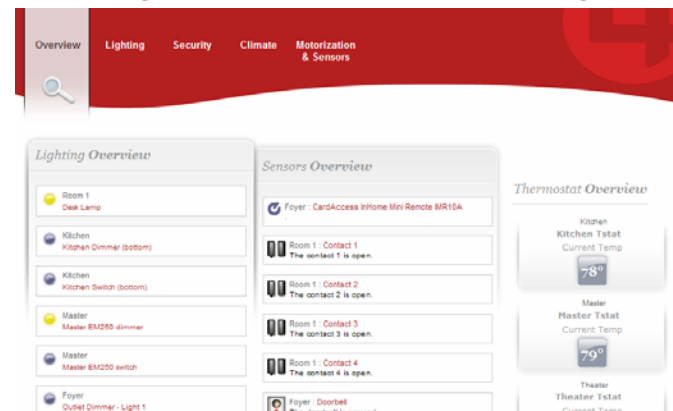 Overview
Lighting
Security
Climate
Motorization
& Sensors
Lighting Overview
Room 1
Desk Lamp
Kitchen
Kitchen Dimmer (bottom)
Kitchen
Kitchen Switch (bottom)
Master
Master EM250 dimmer
Master
Master EM250 switch
Foyer
Outlet Dimmer - Light 1
Sensors Overview
Foyer : CardAccess InHome Mini Remote IMR10A
.
Room 1 : Contact 1
The contact 1 is open.
Room 1 : Contact 2
The contact 2 is open.
Room 1 : Contact 3
The contact 3 is open.
Room 1 : Contact 4
The contact 4 is open.
Foyer : Doorbell
Thermostat Overview
Kitchen
Kitchen Tstat
Current Temp
78°
Master
Master Tstat
Current Temp
79°
Theater
Theater Tstat
Current Temp